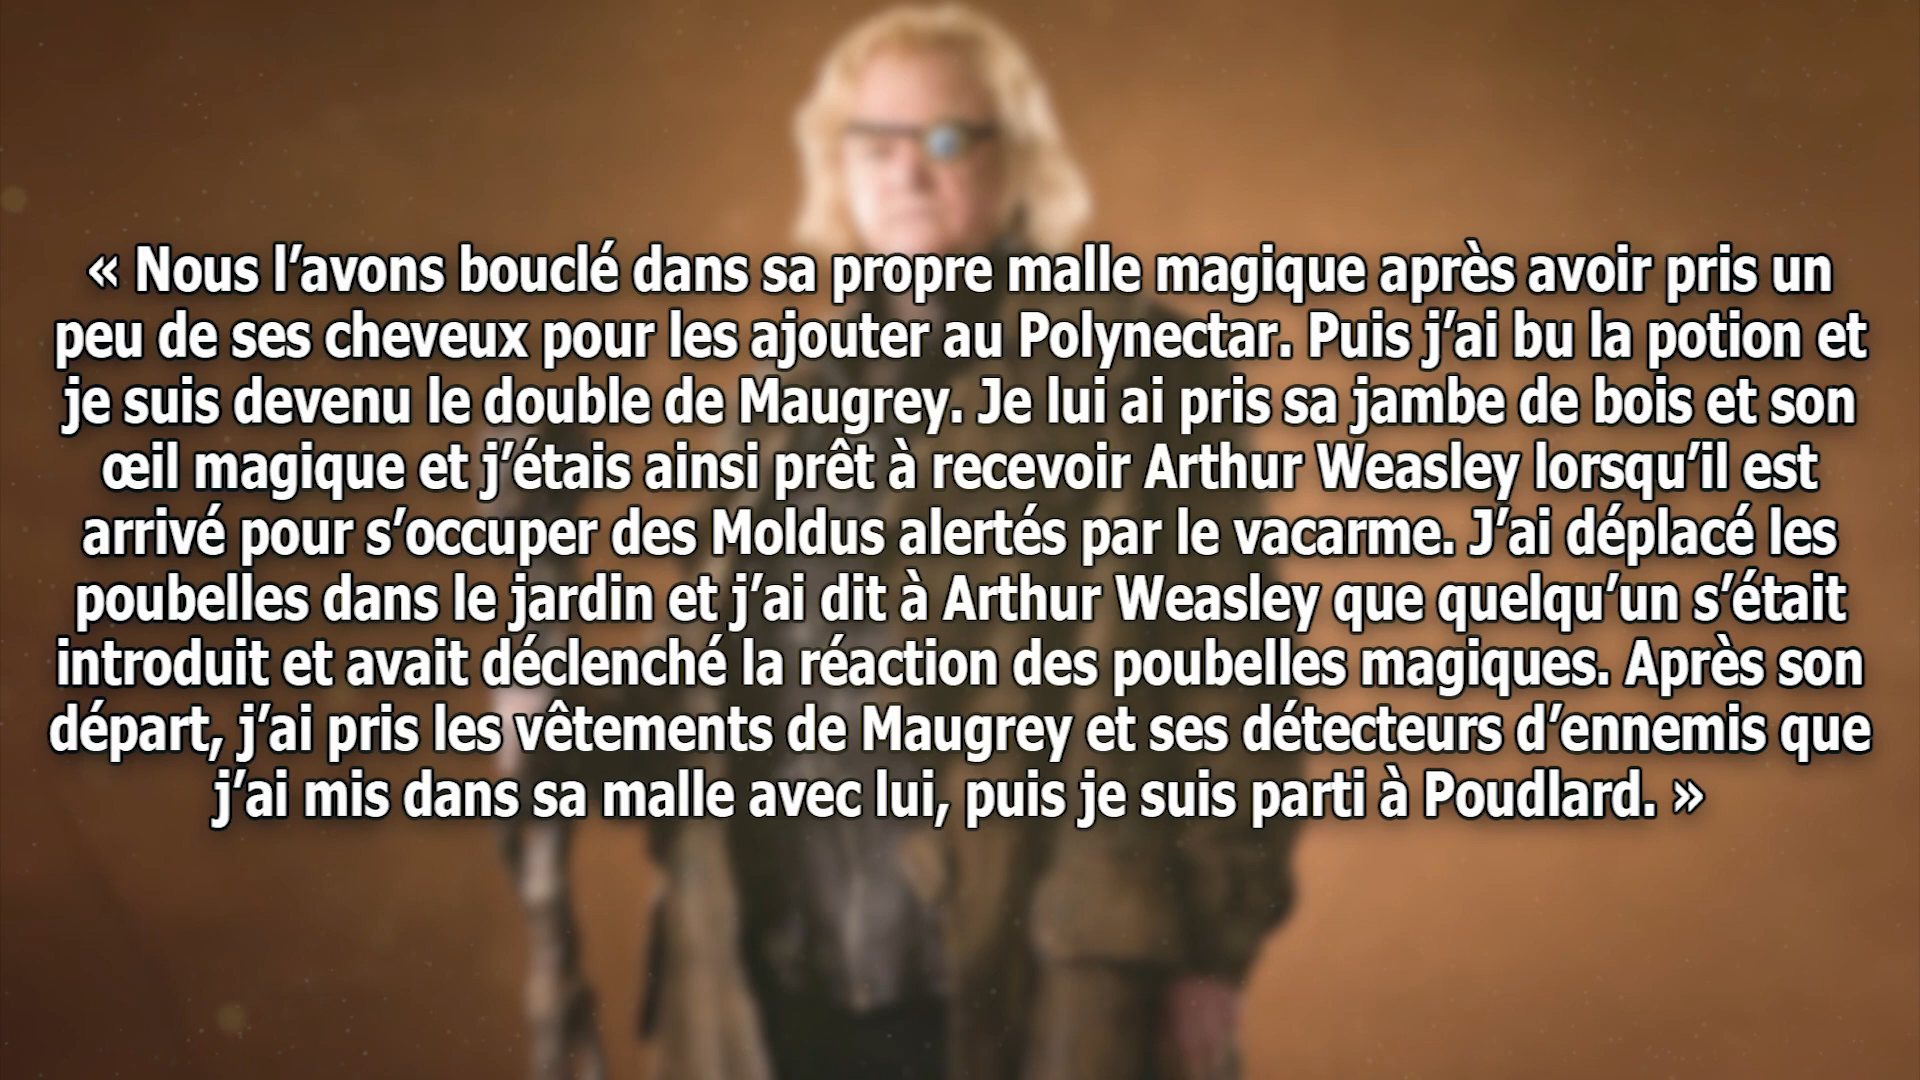 « Nous l’avons bouclé dans sa propre malle magique après avoir pris un
peu de ses cheveux pour les ajouter au Polynectar. Puis j’ai bu la potion et
je suis devenu le double de Maugrey. Je lui ai pris sa jambe de bois et son
œil magique et j’étais ainsi prêt à recevoir Arthur Weasley lorsqu’il est
arrivé pour s’occuper des Moldus alertés par le vacarme. J’ai déplacé les
poubelles dans le jardin et j’ai dit à Arthur Weasley que quelqu’un s’était
introduit et avait déclenché la réaction des poubelles magiques. Après son
départ, j’ai pris les vêtements de Maugrey et ses détecteurs d’ennemis que
j’ai mis dans sa malle avec lui, puis je suis parti à Poudlard. »